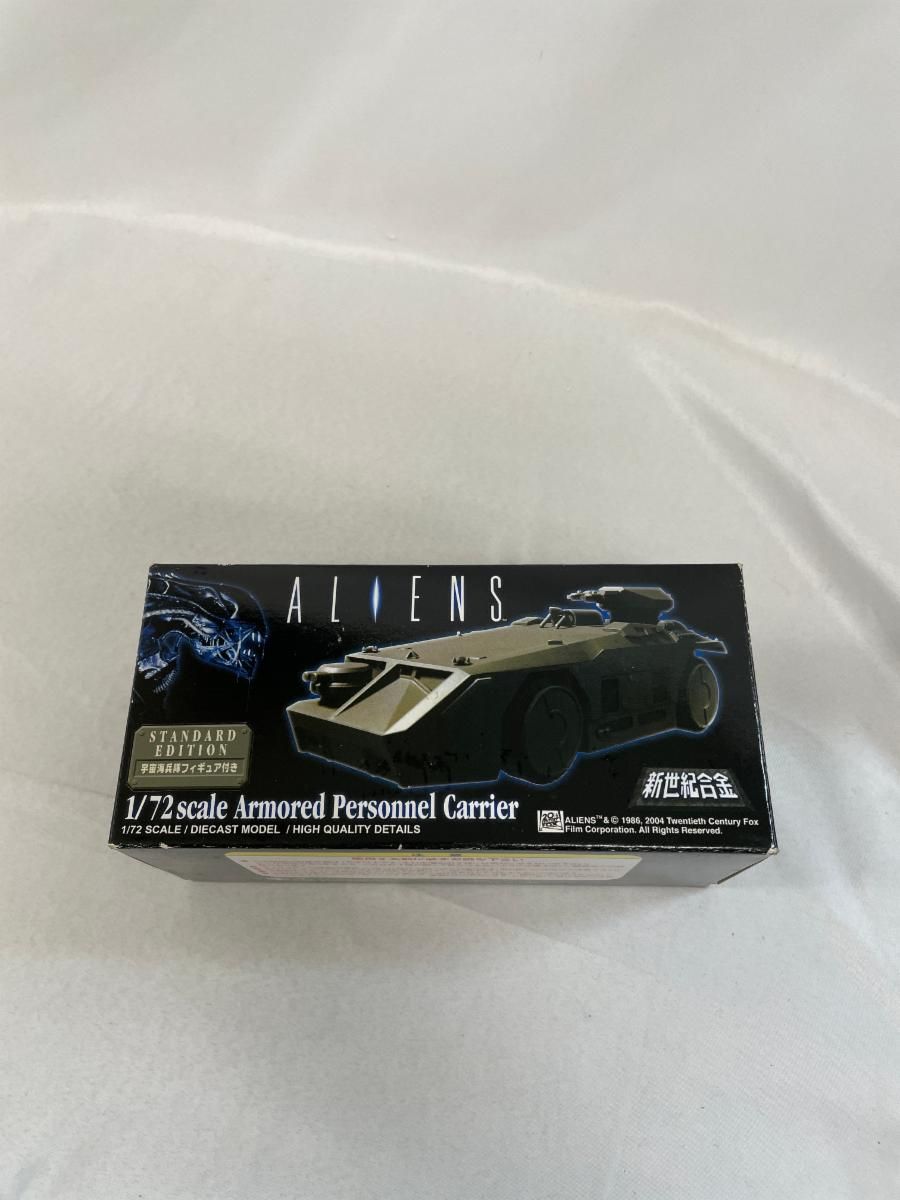 ALIENS™
STANDARD
EDITION
宇宙海兵隊フィギュア付き
1/72 scale Armored Personnel Carrier
1/72 SCALE / DIECAST MODEL / HIGH QUALITY DETAILS
新世紀合金
ALIENS™ & © 1986, 2004 Twentieth Century Fox
Film Corporation. All Rights Reserved.